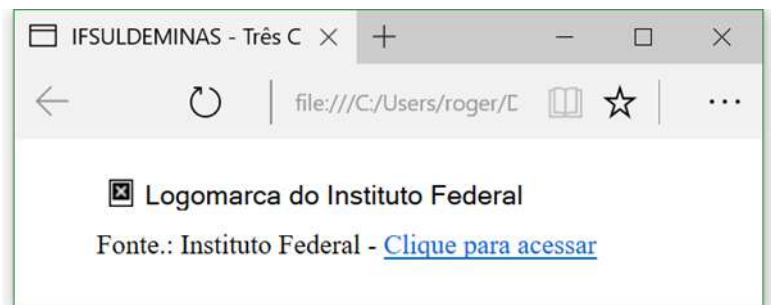 IFSULDEMINAS - Três C
file:///C:/Users/roger/D
Logomarca do Instituto Federal
Fonte.: Instituto Federal - Clique para acessar